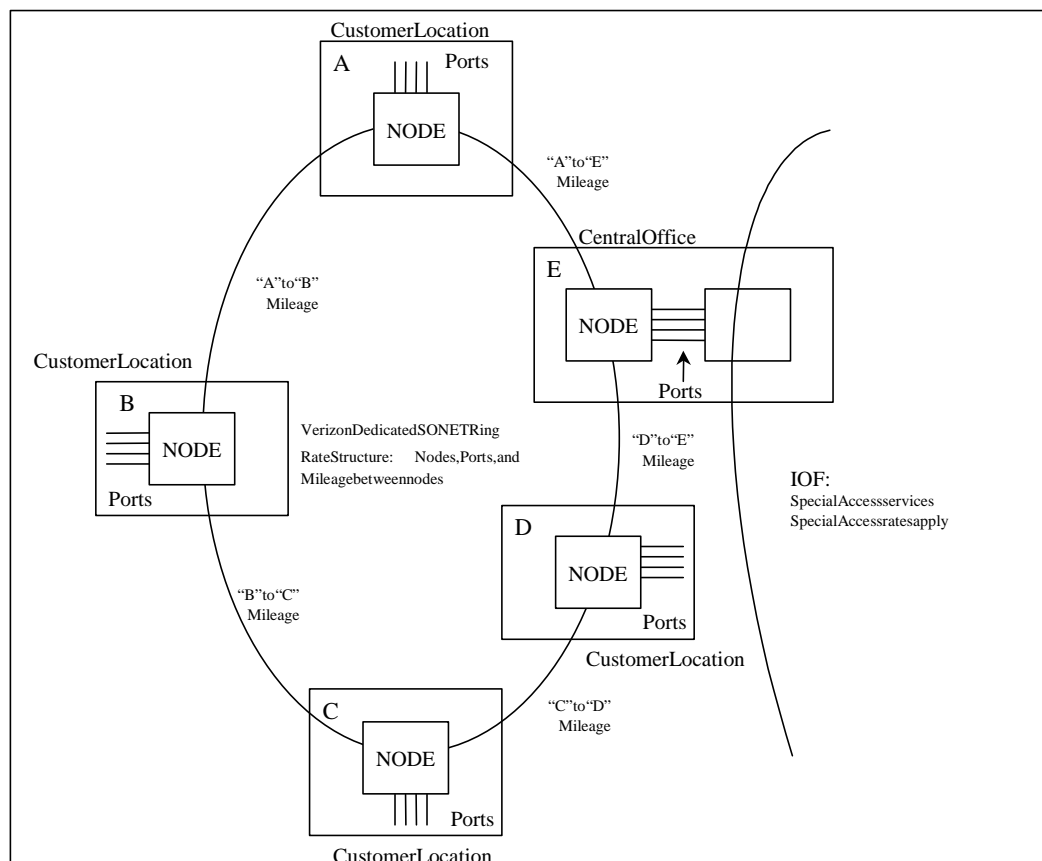 CustomerLocation
A
Ports
NODE
“A”to“E”
Mileage
CentralOffice
E
NODE
Ports
“A”to“B”
Mileage
CustomerLocation
B
NODE
Ports
VerizonDedicatedSONETRing
RateStructure: Nodes,Ports,and
Mileagebetweennodes
“D”to“E”
Mileage
IOF:
SpecialAccessservices
SpecialAccessratesapply
D
NODE
Ports
CustomerLocation
“B”to“C”
Mileage
“C”to“D”
Mileage
C
NODE
Ports
CustomerLocation